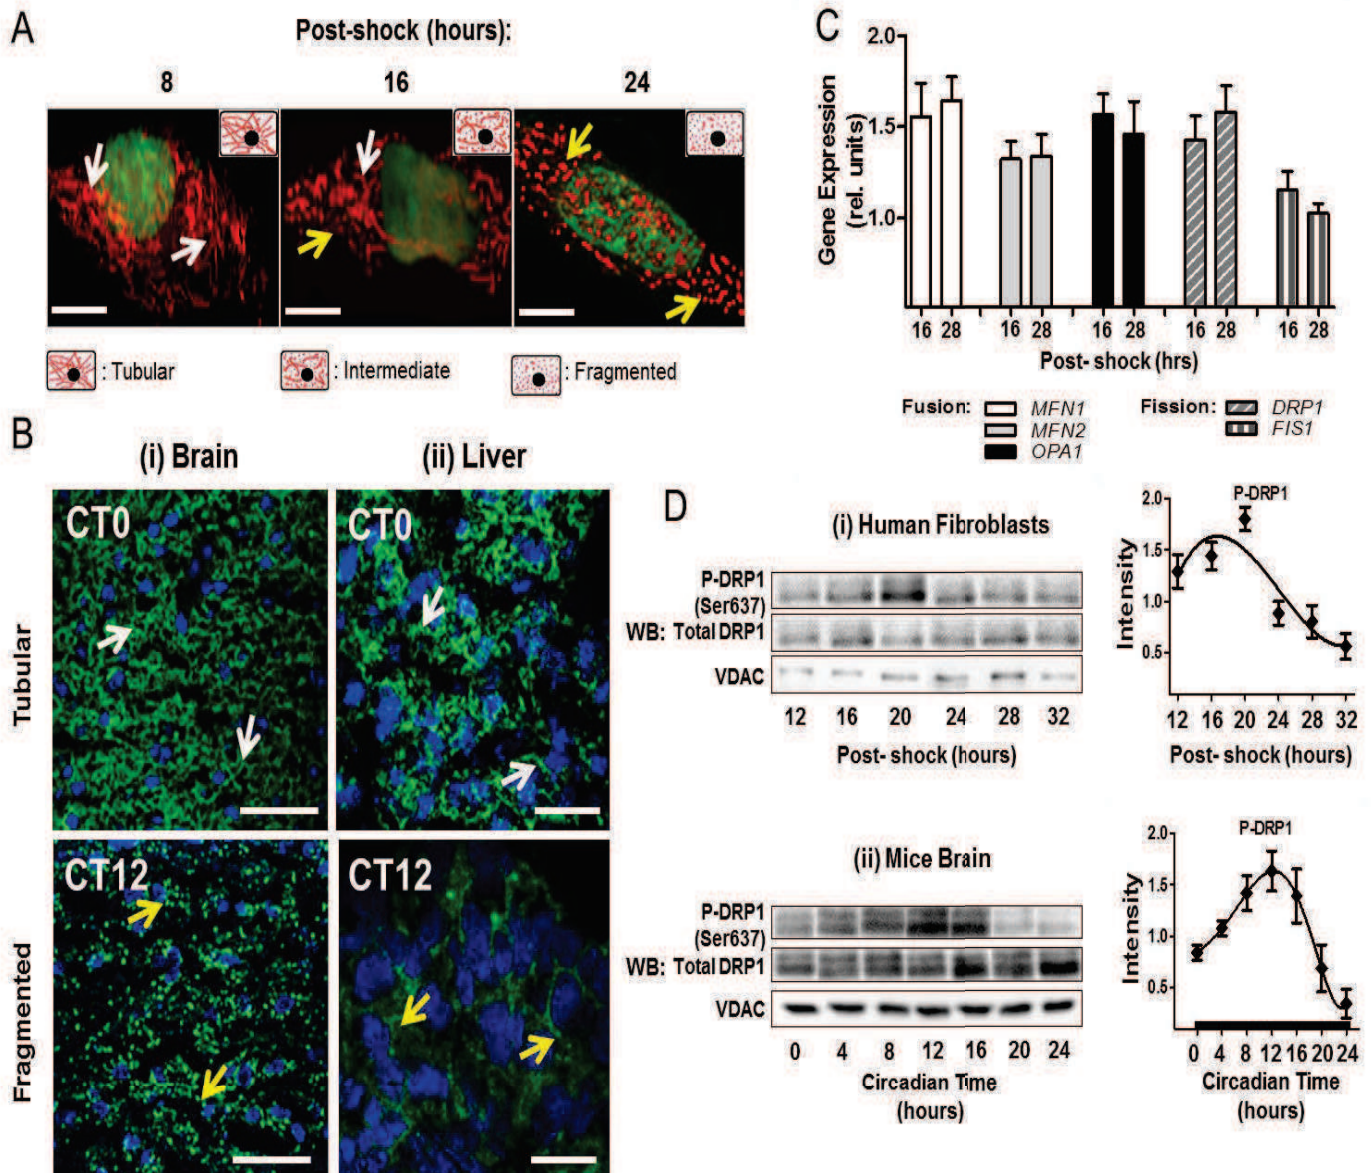 A
Post-shock (hours):
8
16
24
: Tubular
: Intermediate
: Fragmented
B
(i) Brain
(ii) Liver
Tubular
CT0
CT0
Fragmented
CT12
CT12
C
Gene Expression
(rel. units)
2.0
1.5
1.0
16 28 16 28 16 28 16 28 16 28
Post- shock (hrs)
Fusion: MFN1
MFN2
OPA1
Fission: DRP1
FIS1
D
(i) Human Fibroblasts
P-DRP1
(Ser637)
WB: Total DRP1
VDAC
12 16 20 24 28 32
Post- shock (hours)
P-DRP1
Intensity
2.0
1.5
1.0
0.5
12 16 20 24 28 32
Post- shock (hours)
(ii) Mice Brain
P-DRP1
(Ser637)
WB: Total DRP1
VDAC
0 4 8 12 16 20 24
Circadian Time
(hours)
P-DRP1
Intensity
2.0
1.5
1.0
0.5
0 4 8 12 16 20 24
Circadian Time
(hours)